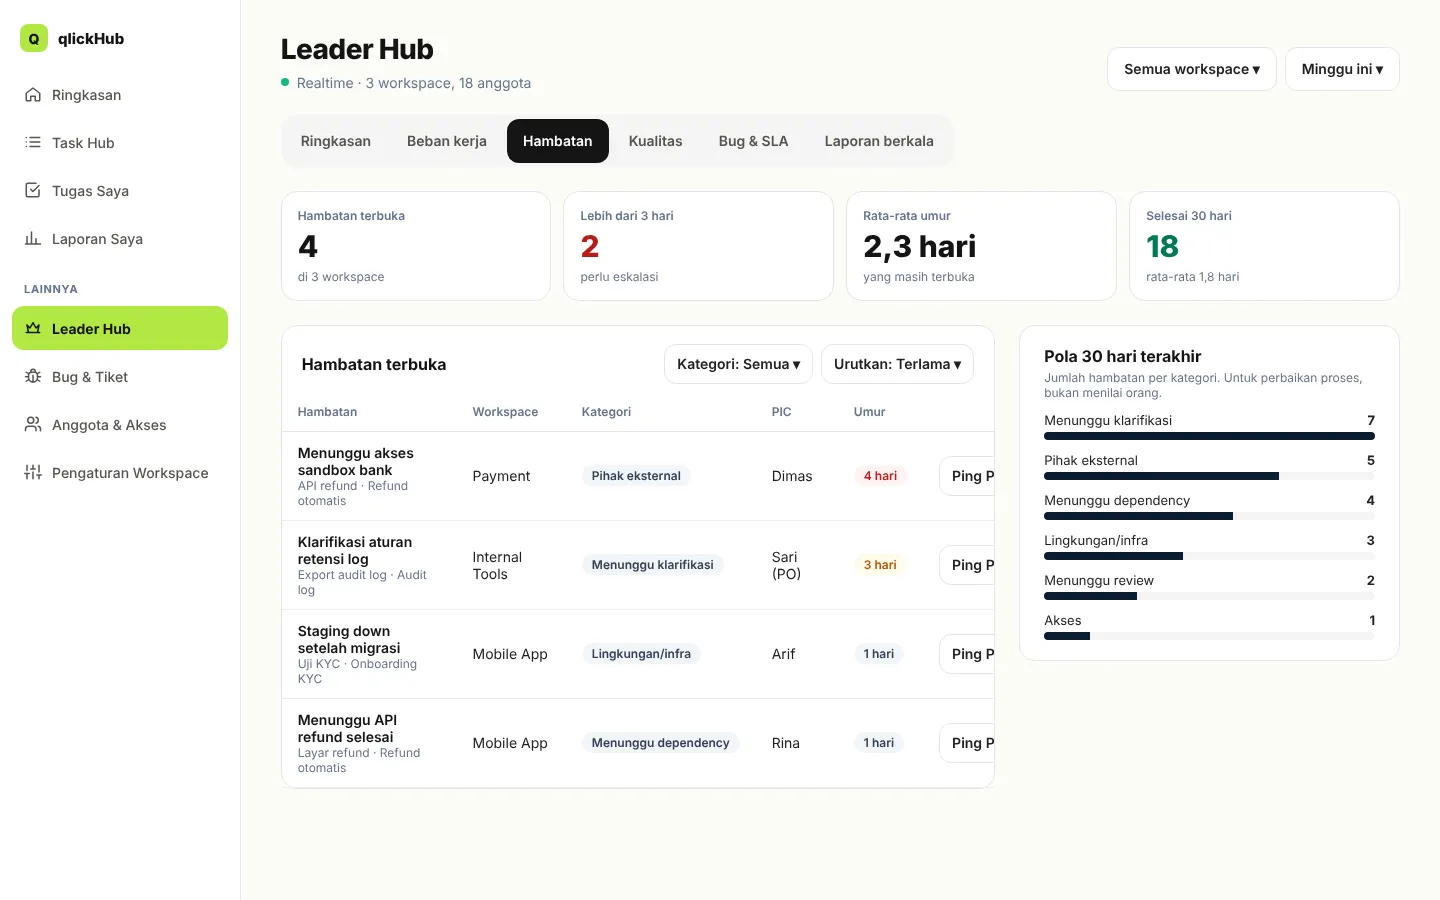 Q qlickHub
Ringkasan
Task Hub
Tugas Saya
Laporan Saya
LAINNYA
Leader Hub
Bug & Tiket
Anggota & Akses
Pengaturan Workspace
Leader Hub
Realtime · 3 workspace, 18 anggota
Semua workspace ▾
Minggu ini ▾
Ringkasan
Beban kerja
Hambatan
Kualitas
Bug & SLA
Laporan berkala
Hambatan terbuka
4
di 3 workspace
Lebih dari 3 hari
2
perlu eskalasi
Rata-rata umur
2,3 hari
yang masih terbuka
Selesai 30 hari
18
rata-rata 1,8 hari
Hambatan terbuka
Kategori: Semua ▾
Urutkan: Terlama ▾
Hambatan
Workspace
Kategori
PIC
Umur
Menunggu akses
sandbox bank
API refund · Refund
otomatis
Payment
Pihak eksternal
Dimas
4 hari
Ping P
Klarifikasi aturan
retensi log
Export audit log · Audit
log
Internal
Tools
Menunggu klarifikasi
Sari
(PO)
3 hari
Ping P
Staging down
setelah migrasi
Uji KYC · Onboarding
KYC
Mobile App
Lingkungan/infra
Arif
1 hari
Ping P
Menunggu API
refund selesai
Layar refund · Refund
otomatis
Mobile App
Menunggu dependency
Rina
1 hari
Ping P
Pola 30 hari terakhir
Jumlah hambatan per kategori. Untuk perbaikan proses,
bukan menilai orang.
Menunggu klarifikasi 7
Pihak eksternal 5
Menunggu dependency 4
Lingkungan/infra 3
Menunggu review 2
Akses 1